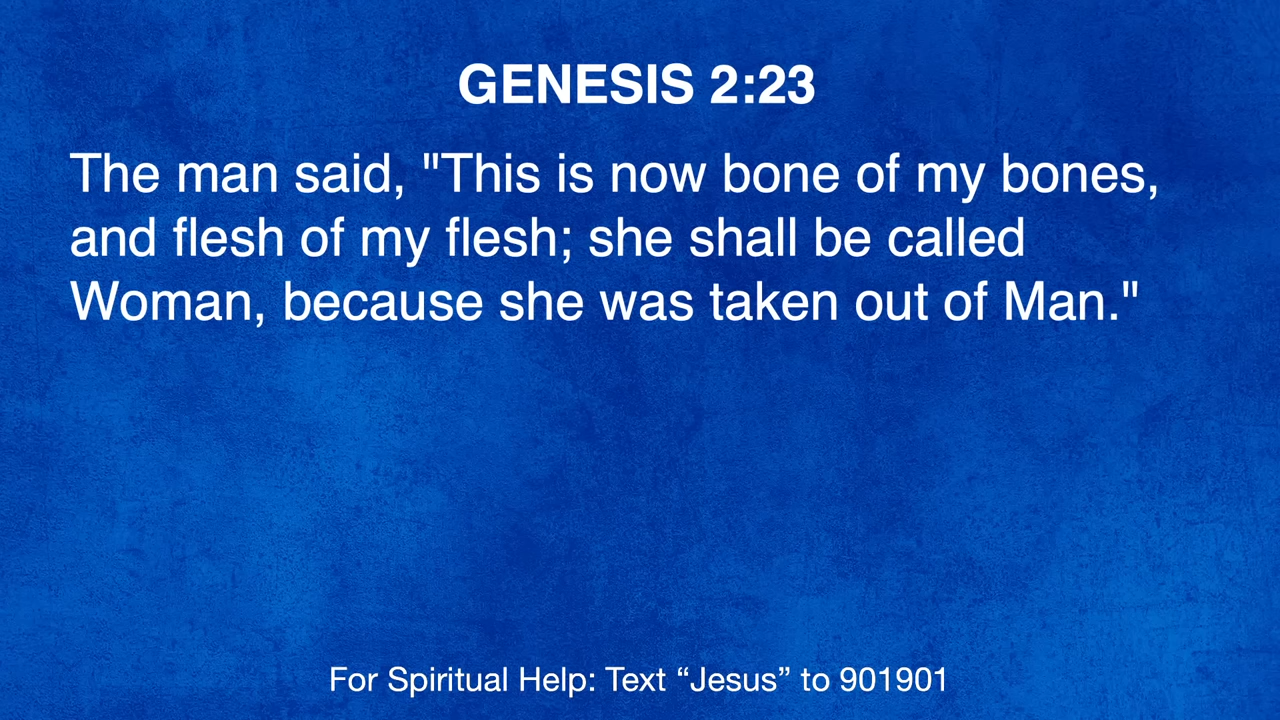 GENESIS 2:23
The man said, "This is now bone of my bones,
and flesh of my flesh; she shall be called
Woman, because she was taken out of Man."
For Spiritual Help: Text “Jesus” to 901901